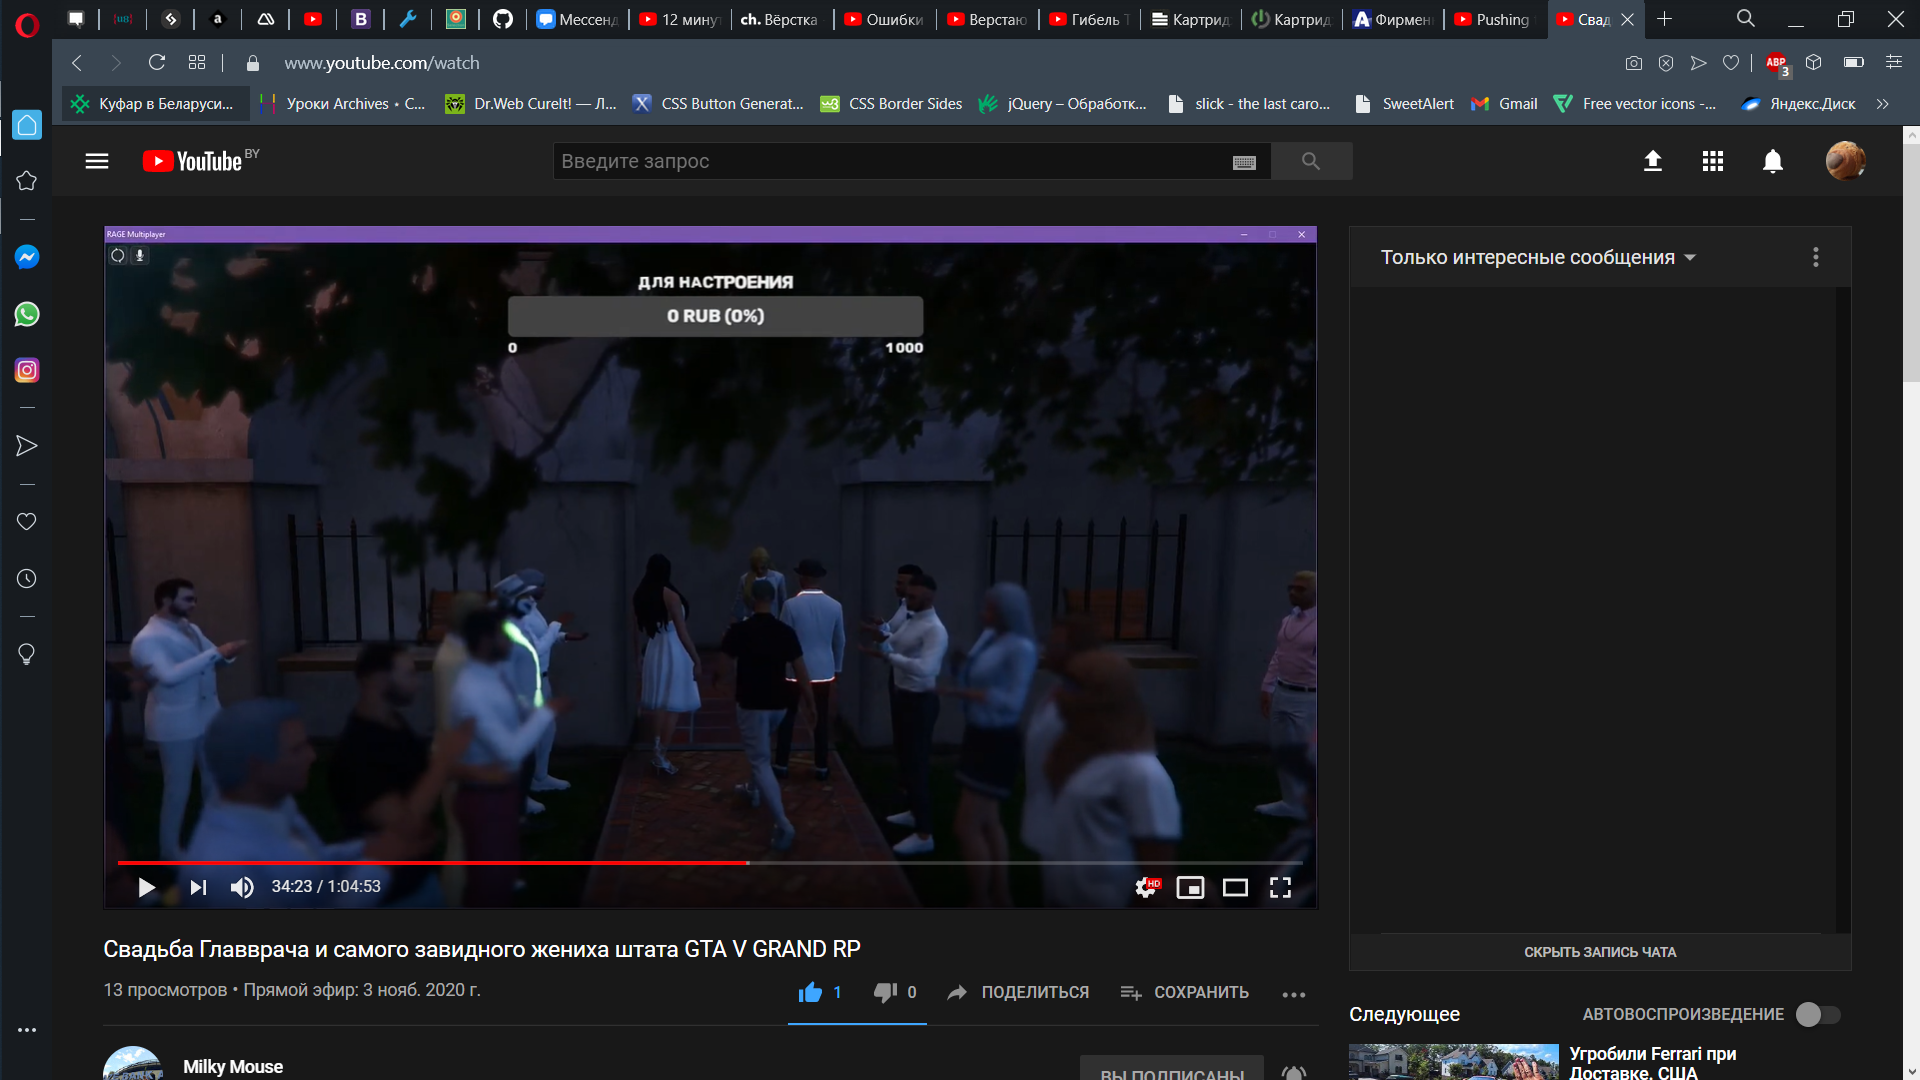 Мессенд
12 мину
ch. Вёрстка
Ошибки
Верстаю
Гибель Т
Картрид
Картрид
Фирмен
Pushing
Свад
www.youtube.com/watch
ABP
3
Куфар в Беларуси...
Уроки Archives • С...
Dr.Web CureIt! — Л...
CSS Button Generat...
CSS Border Sides
jQuery – Обработк...
slick - the last caro...
SweetAlert
Gmail
Free vector icons -...
Яндекс.Диск
YouTube BY
Введите запрос
RAGE Multiplayer
ДЛЯ НАСТРОЕНИЯ
0 RUB (0%)
0
1000
34:23 / 1:04:53
HD
Только интересные сообщения
СКРЫТЬ ЗАПИСЬ ЧАТА
Свадьба Главврача и самого завидного жениха штата GTA V GRAND RP
13 просмотров • Прямой эфир: 3 нояб. 2020 г.
1
0
ПОДЕЛИТЬСЯ
СОХРАНИТЬ
Milky Mouse
ВЫ ПОДПИСАНЫ
Следующее
АВТОВОСПРОИЗВЕДЕНИЕ
Угробили Ferrari при
Доставке. США